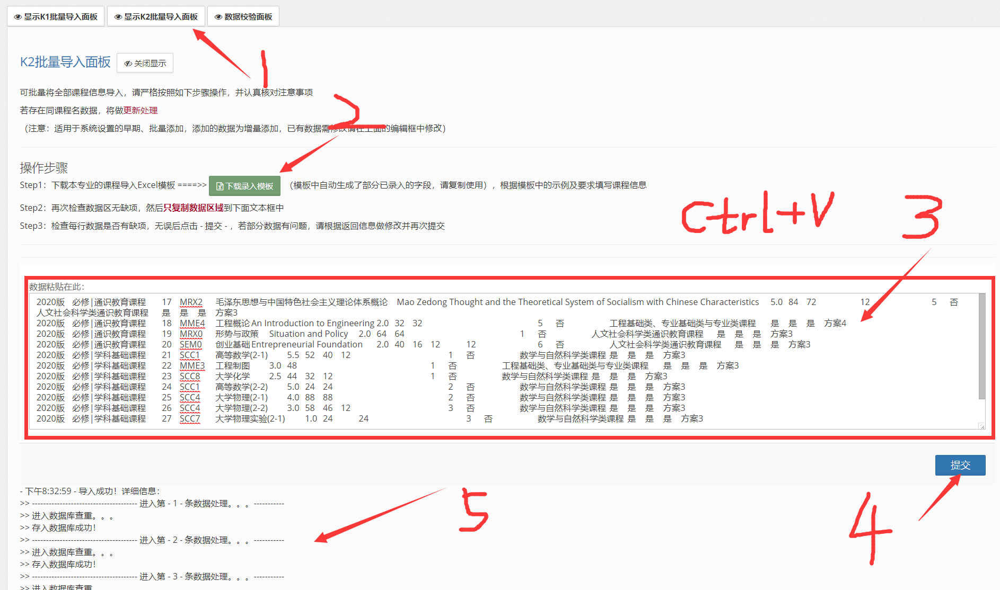 显示K1批量导入面板 显示K2批量导入面板 数据校验面板
1
K2批量导入面板 关闭显示
可批量将全部课程信息导入，请严格按照如下步骤操作，并认真核对注意事项
2
若存在同课程名数据，将做更新处理
（注意：适用于系统设置的早期、批量添加，添加的数据为增量添加，已有数据需修改请在上面的编辑框中修改）
操作步骤
Step1：下载本专业的课程导入Excel模板 ====>> 下载录入模板 （模板中自动生成了部分已录入的字段，请复制使用），根据模板中的示例及要求填写课程信息
Step2：再次检查数据区无缺项，然后只复制数据区域到下面文本框中
Step3：检查每行数据是否有缺项，无误后点击 - 提交 - ，若部分数据有问题，请根据返回信息做修改并再次提交
Ctrl+V 3
数据粘贴在此：
2020版 必修|通识教育课程 17 MRX2 毛泽东思想与中国特色社会主义理论体系概论 Mao Zedong Thought and the Theoretical System of Socialism with Chinese Characteristics 5.0 84 72 12 5 否
人文社会科学类通识教育课程 是 是 是 方案3
2020版 必修|通识教育课程 18 MME4 工程概论 An Introduction to Engineering 2.0 32 32 5 否 工程基础类、专业基础类与专业类课程 是 是 是 方案4
2020版 必修|通识教育课程 19 MRX0 形势与政策 Situation and Policy 2.0 64 64 1 否 人文社会科学类通识教育课程 是 是 是 方案3
2020版 必修|通识教育课程 20 SEM0 创业基础 Entrepreneurial Foundation 2.0 40 16 12 12 6 否 人文社会科学类通识教育课程 是 是 是 方案3
2020版 必修|学科基础课程 21 SCC1 高等数学(2-1) 5.5 52 40 12 1 否 数学与自然科学类课程 是 是 是 方案3
2020版 必修|学科基础课程 22 MME3 工程制图 3.0 48 1 否 工程基础类、专业基础类与专业类课程 是 是 是 方案3
2020版 必修|学科基础课程 23 SCC8 大学化学 2.5 44 32 12 1 否 数学与自然科学类课程 是 是 是 方案3
2020版 必修|学科基础课程 24 SCC1 高等数学(2-2) 5.0 24 24 2 否 数学与自然科学类课程 是 是 是 方案3
2020版 必修|学科基础课程 25 SCC4 大学物理(2-1) 4.0 88 88 2 否 数学与自然科学类课程 是 是 是 方案3
2020版 必修|学科基础课程 26 SCC4 大学物理(2-2) 3.0 58 46 12 3 否 数学与自然科学类课程 是 是 是 方案3
2020版 必修|学科基础课程 27 SCC7 大学物理实验(2-1) 1.0 24 24 3 否 数学与自然科学类课程 是 是 是 方案3
提交
4
5
- 下午8:32:59 - 导入成功！详细信息：
>> -------------------------------------- 进入第 - 1 - 条数据处理。。。-----------
>> 进入数据库查重。。。
>> 存入数据库成功！
>> -------------------------------------- 进入第 - 2 - 条数据处理。。。-----------
>> 进入数据库查重。。。
>> 存入数据库成功！
>> -------------------------------------- 进入第 - 3 - 条数据处理。。。-----------
>> 进入数据库查重